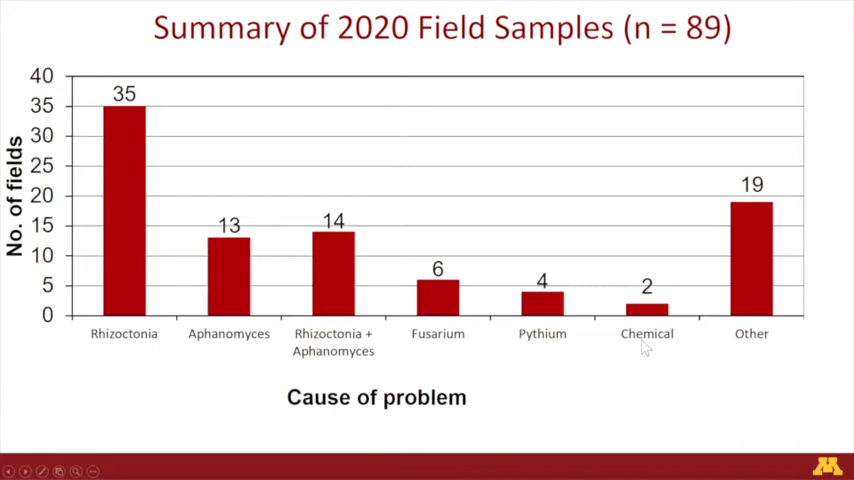 Summary of 2020 Field Samples (n = 89)
40
35
30
25
20
15
10
5
0
No. of fields
35
13
14
6
4
2
19
Rhizoctonia
Aphanomyces
Rhizoctonia +
Aphanomyces
Fusarium
Pythium
Chemical
Other
Cause of problem
M